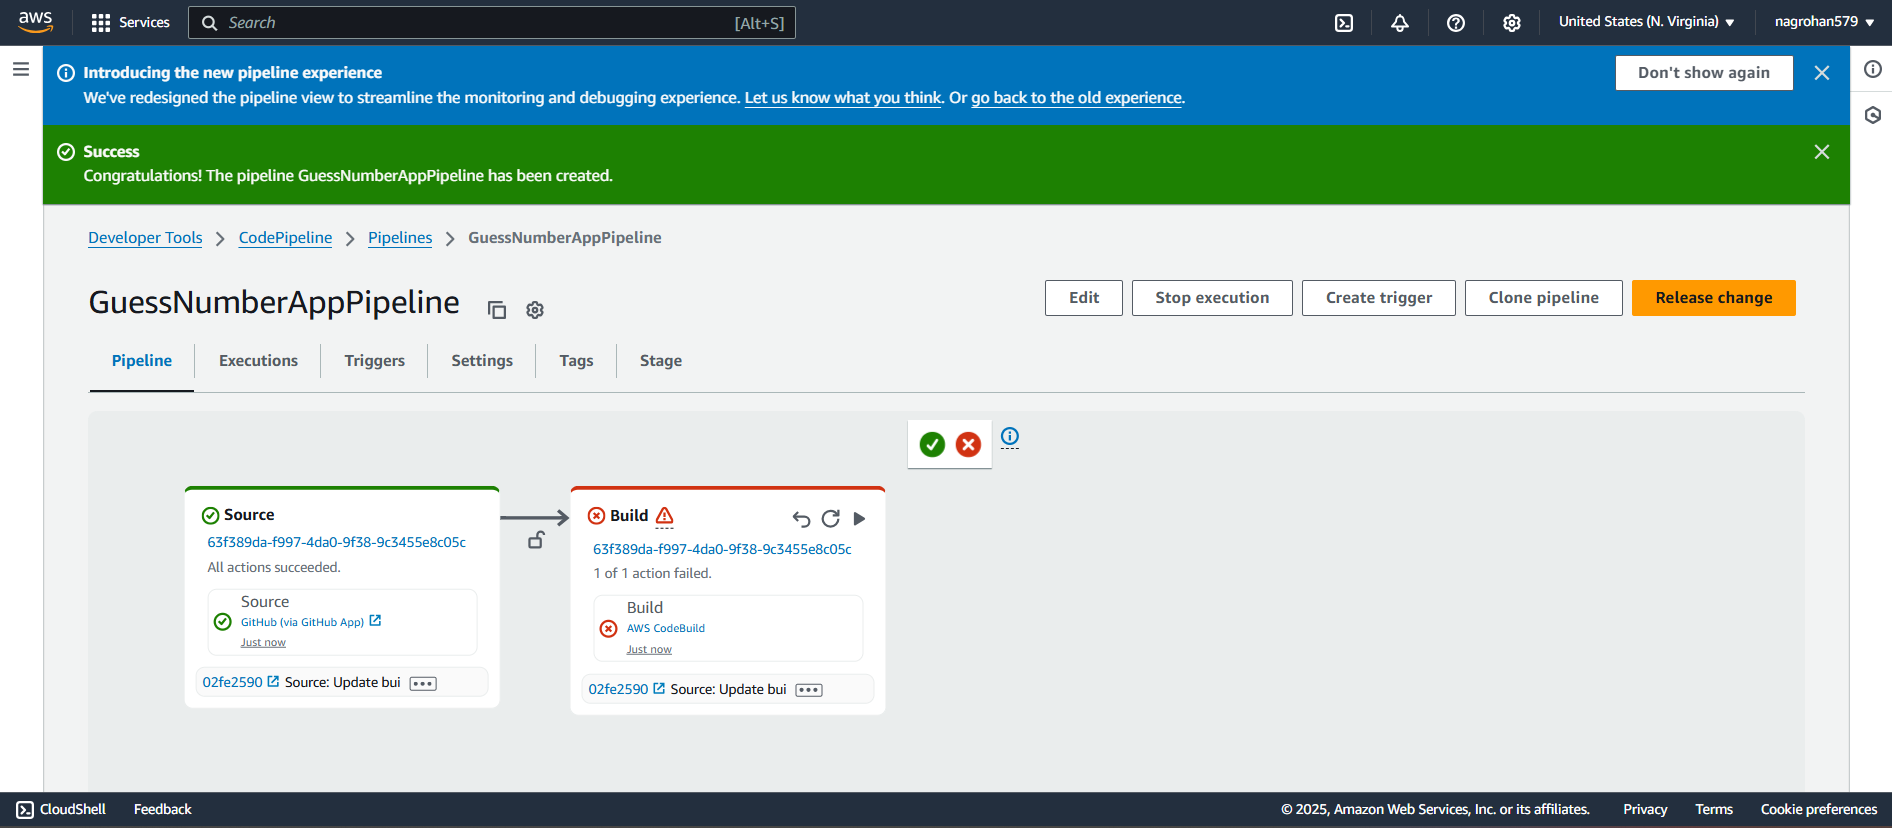 aws
Services
Search
[Alt+S]
United States (N. Virginia)
nagrohan579
Introducing the new pipeline experience
We've redesigned the pipeline view to streamline the monitoring and debugging experience. Let us know what you think. Or go back to the old experience.
Don't show again
Success
Congratulations! The pipeline GuessNumberAppPipeline has been created.
Developer Tools
CodePipeline
Pipelines
GuessNumberAppPipeline
GuessNumberAppPipeline
Edit
Stop execution
Create trigger
Clone pipeline
Release change
Pipeline
Executions
Triggers
Settings
Tags
Stage
Source
63f389da-f997-4da0-9f38-9c3455e8c05c
All actions succeeded.
Source
GitHub (via GitHub App)
Just now
02fe2590 Source: Update bui
Build
63f389da-f997-4da0-9f38-9c3455e8c05c
1 of 1 action failed.
Build
AWS CodeBuild
Just now
02fe2590 Source: Update bui
CloudShell
Feedback
© 2025, Amazon Web Services, Inc. or its affiliates.
Privacy
Terms
Cookie preferences